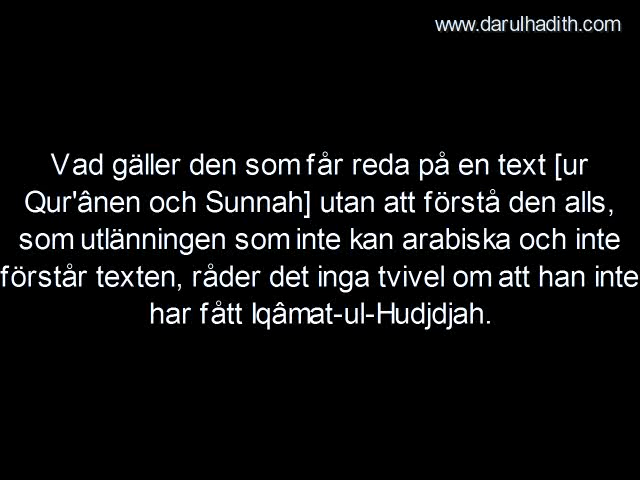 www.darulhadith.com
Vad gäller den som får reda på en text [ur
Qur'ânen och Sunnah] utan att förstå den alls,
som utlänningen som inte kan arabiska och inte
förstår texten, råder det inga tvivel om att han inte
har fått Iqâmat-ul-Hudjdjah.